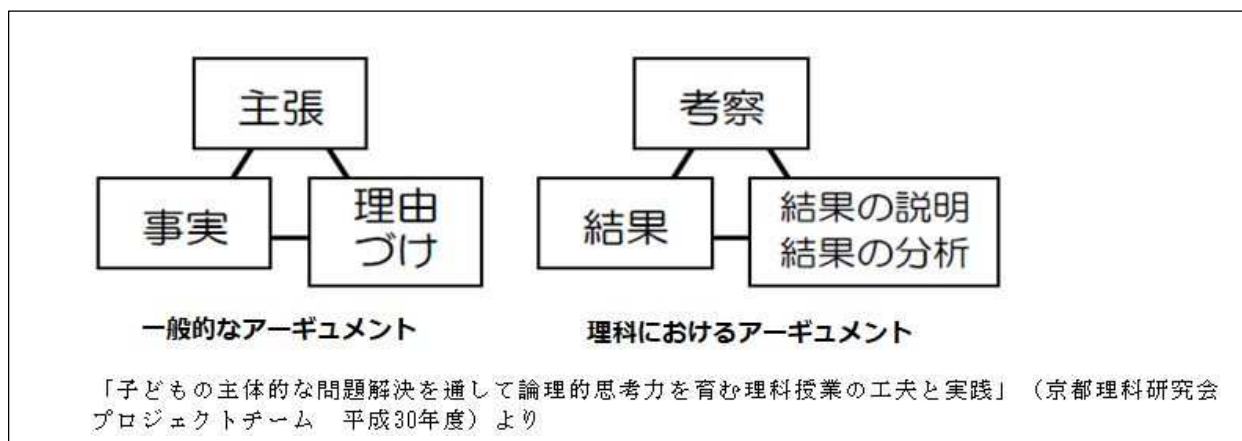 主張
事実
理由
づけ
一般的なアーギュメント
考察
結果
結果の説明
結果の分析
理科におけるアーギュメント
「子どもの主体的な問題解決を通して論理的思考力を育む理科授業の工夫と実践」（京都理科研究会
プロジェクトチーム　平成30年度）より